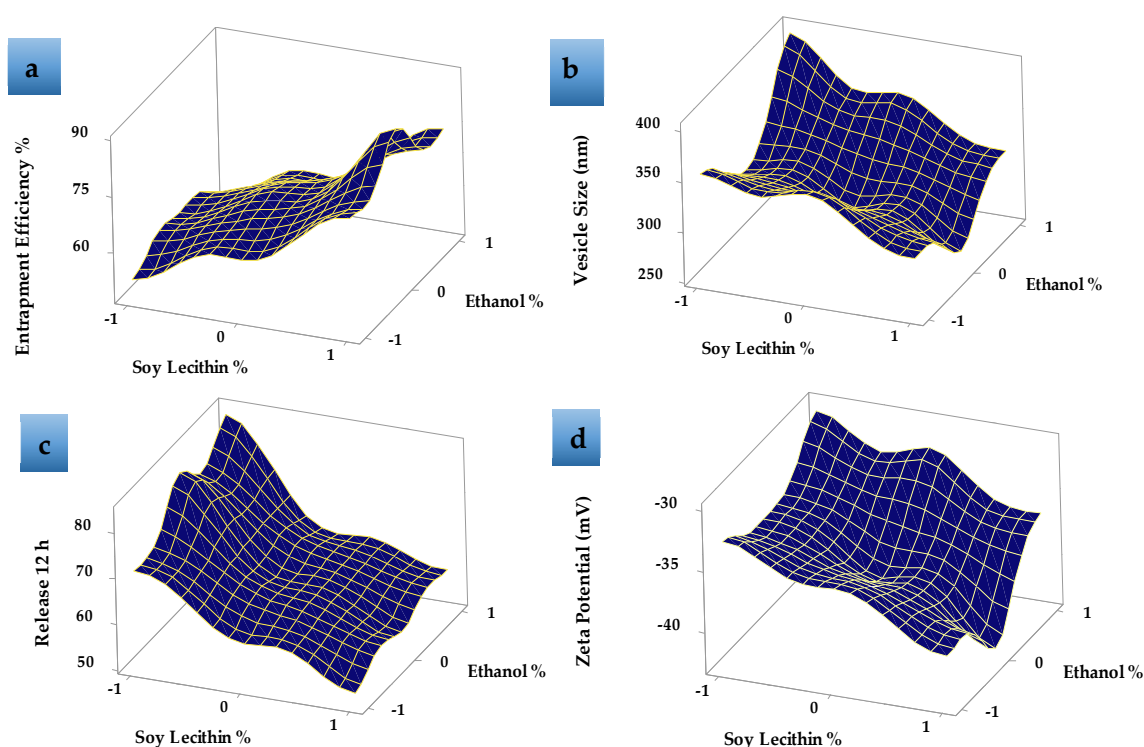 a
Entrapment Efficiency %
90
75
60
-1
0
1
Soy Lecithin %
-1
0
1
Ethanol %
b
Vesicle Size (nm)
400
350
300
250
-1
0
1
Soy Lecithin %
-1
0
1
Ethanol %
c
Release 12 h
80
70
60
50
-1
0
1
Soy Lecithin %
-1
0
1
Ethanol %
d
Zeta Potential (mV)
-30
-35
-40
-1
0
1
Soy Lecithin %
-1
0
1
Ethanol %